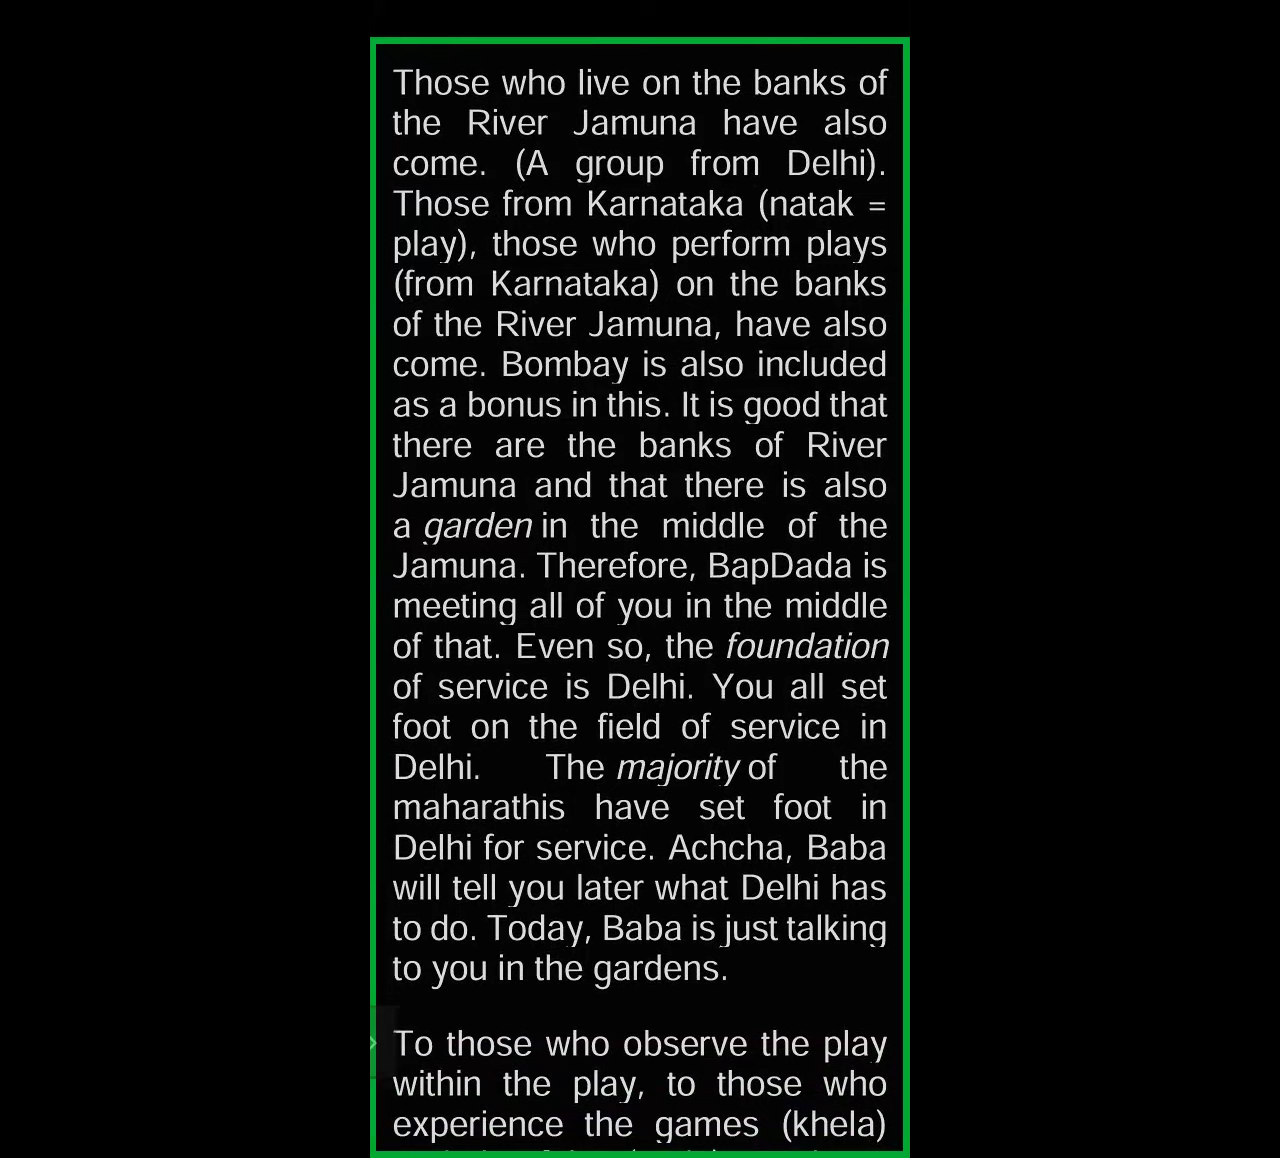 Those who live on the banks of
the River Jamuna have also
come. (A group from Delhi).
Those from Karnataka (natak =
play), those who perform plays
(from Karnataka) on the banks
of the River Jamuna, have also
come. Bombay is also included
as a bonus in this. It is good that
there are the banks of River
Jamuna and that there is also
a garden in the middle of the
Jamuna. Therefore, BapDada is
meeting all of you in the middle
of that. Even so, the foundation
of service is Delhi. You all set
foot on the field of service in
Delhi. The majority of the
maharathis have set foot in
Delhi for service. Achcha, Baba
will tell you later what Delhi has
to do. Today, Baba is just talking
to you in the gardens.
To those who observe the play
within the play, to those who
experience the games (khela)